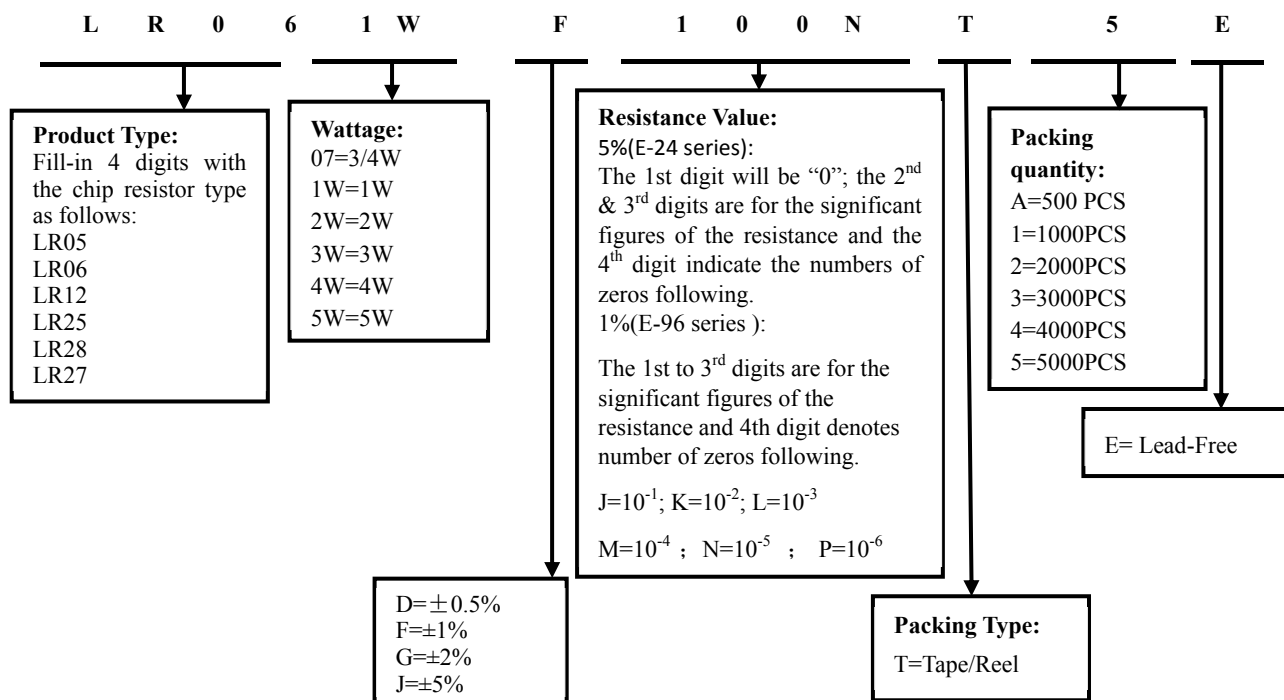 L R 0 6 1 W F 1 0 0 N T 5 E
Product Type:
Fill-in 4 digits with
the chip resistor type
as follows:
LR05
LR06
LR12
LR25
LR28
LR27
Wattage:
07=3/4W
1W=1W
2W=2W
3W=3W
4W=4W
5W=5W
D=±0.5%
F=±1%
G=±2%
J=±5%
Resistance Value:
5%(E-24 series):
The 1st digit will be “0”; the 2nd
& 3rd digits are for the significant
figures of the resistance and the
4th digit indicate the numbers of
zeros following.
1%(E-96 series ):
The 1st to 3rd digits are for the
significant figures of the
resistance and 4th digit denotes
number of zeros following.
J=10-1; K=10-2; L=10-3
M=10-4 ； N=10-5 ； P=10-6
Packing Type:
T=Tape/Reel
Packing
quantity:
A=500 PCS
1=1000PCS
2=2000PCS
3=3000PCS
4=4000PCS
5=5000PCS
E= Lead-Free